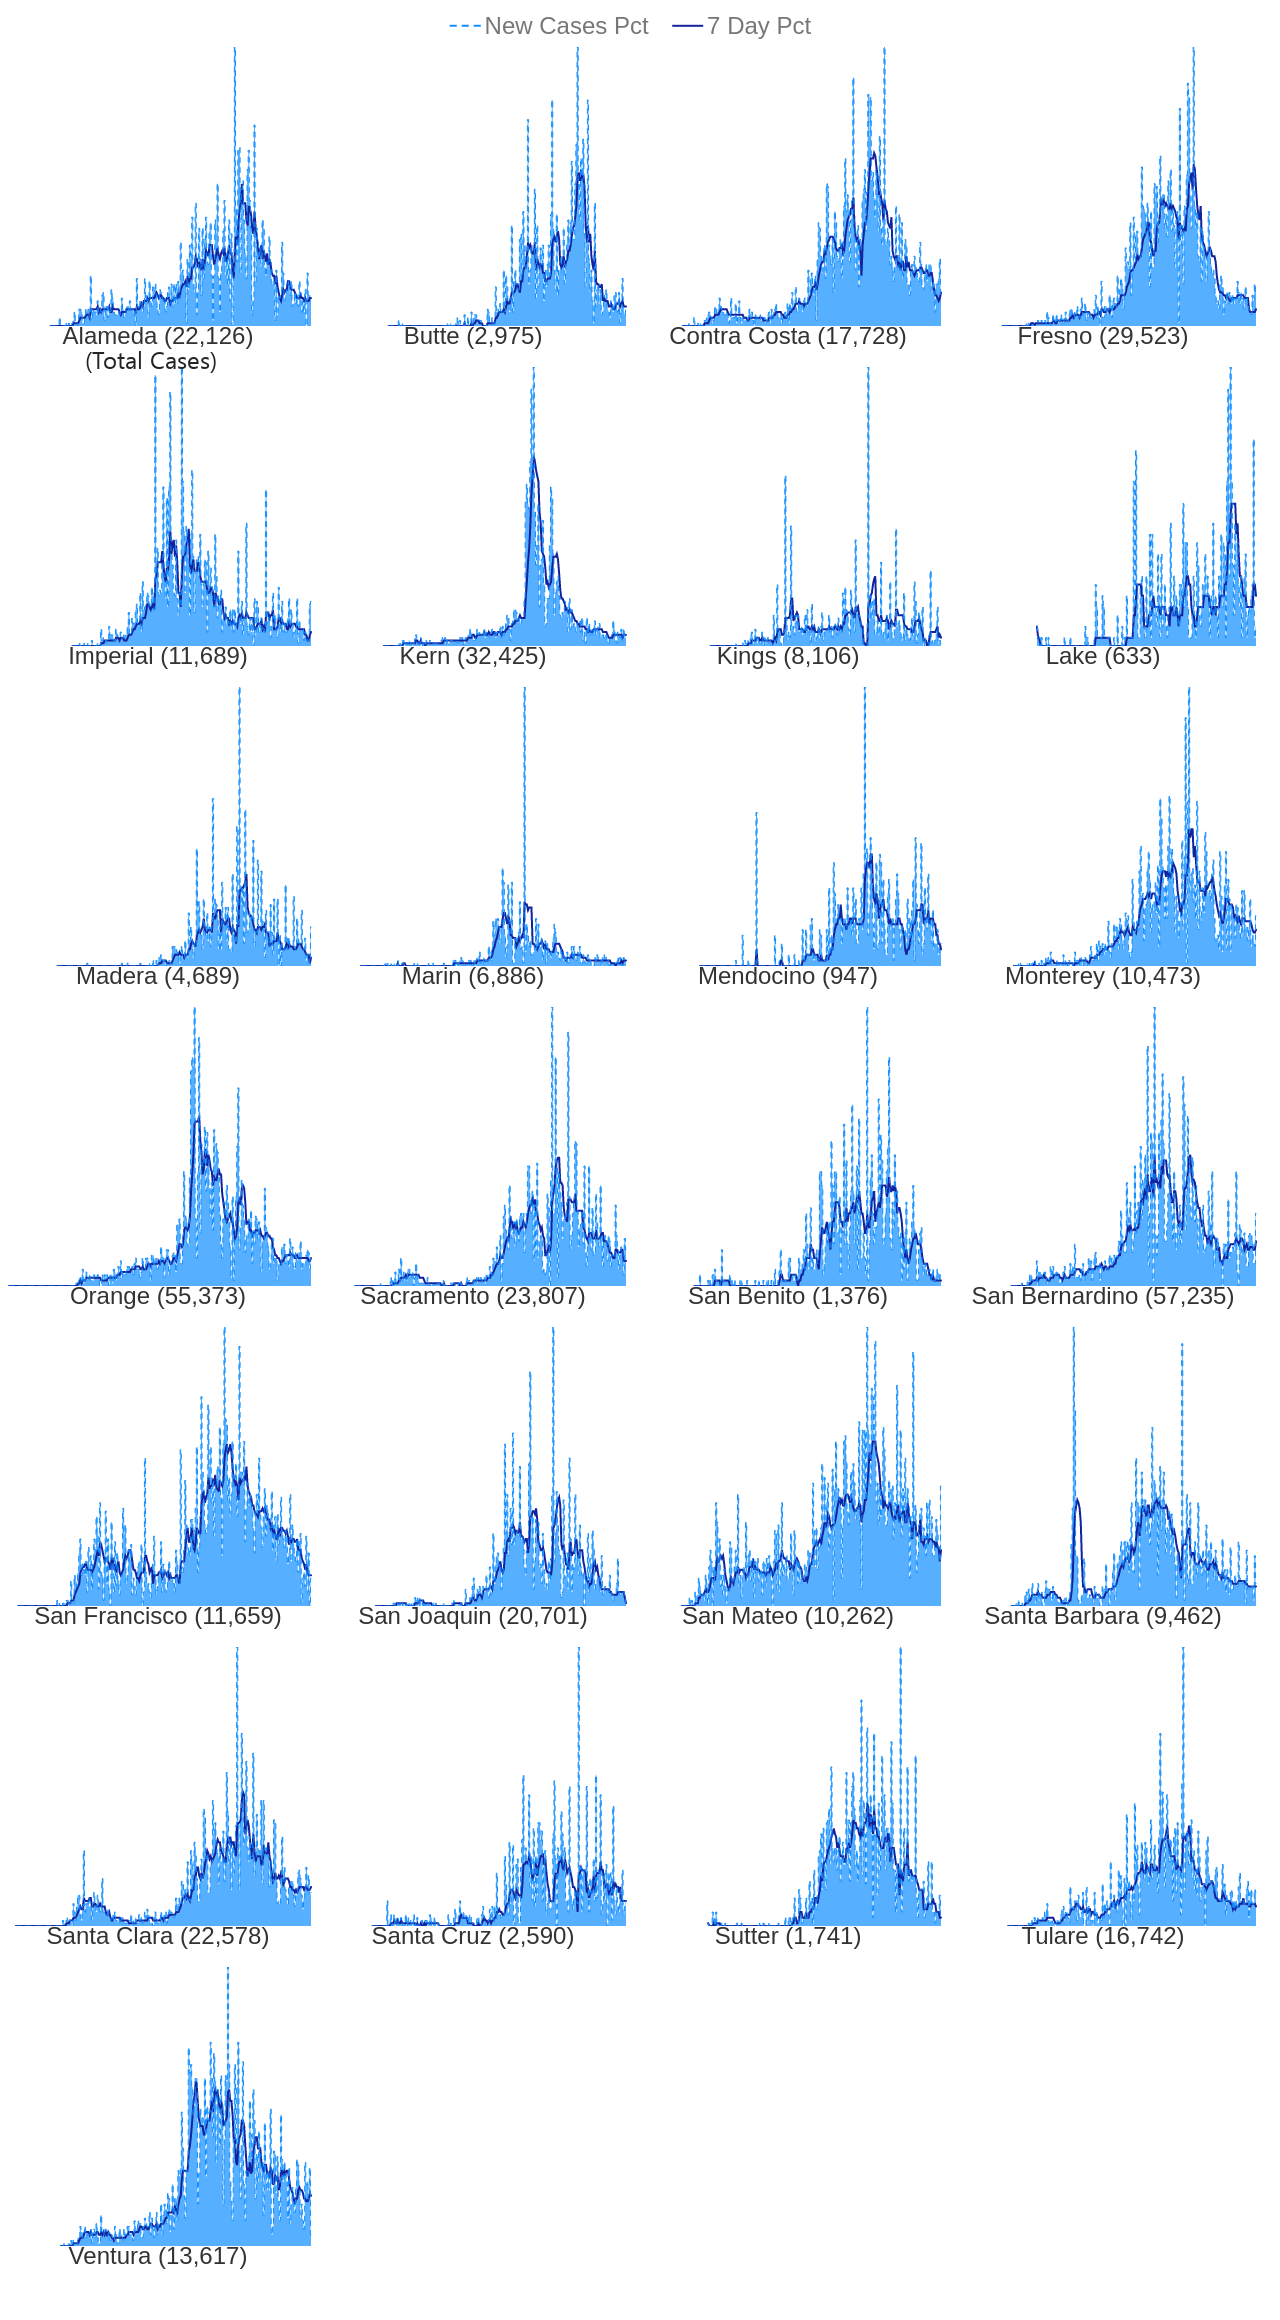 New Cases Pct 7 Day Pct
Alameda (22,126) Butte (2,975) Contra Costa (17,728) Fresno (29,523)
(Total Cases)
Imperial (11,689) Kern (32,425) Kings (8,106) Lake (633)
Madera (4,689) Marin (6,886) Mendocino (947) Monterey (10,473)
Orange (55,373) Sacramento (23,807) San Benito (1,376) San Bernardino (57,235)
San Francisco (11,659) San Joaquin (20,701) San Mateo (10,262) Santa Barbara (9,462)
Santa Clara (22,578) Santa Cruz (2,590) Sutter (1,741) Tulare (16,742)
Ventura (13,617)